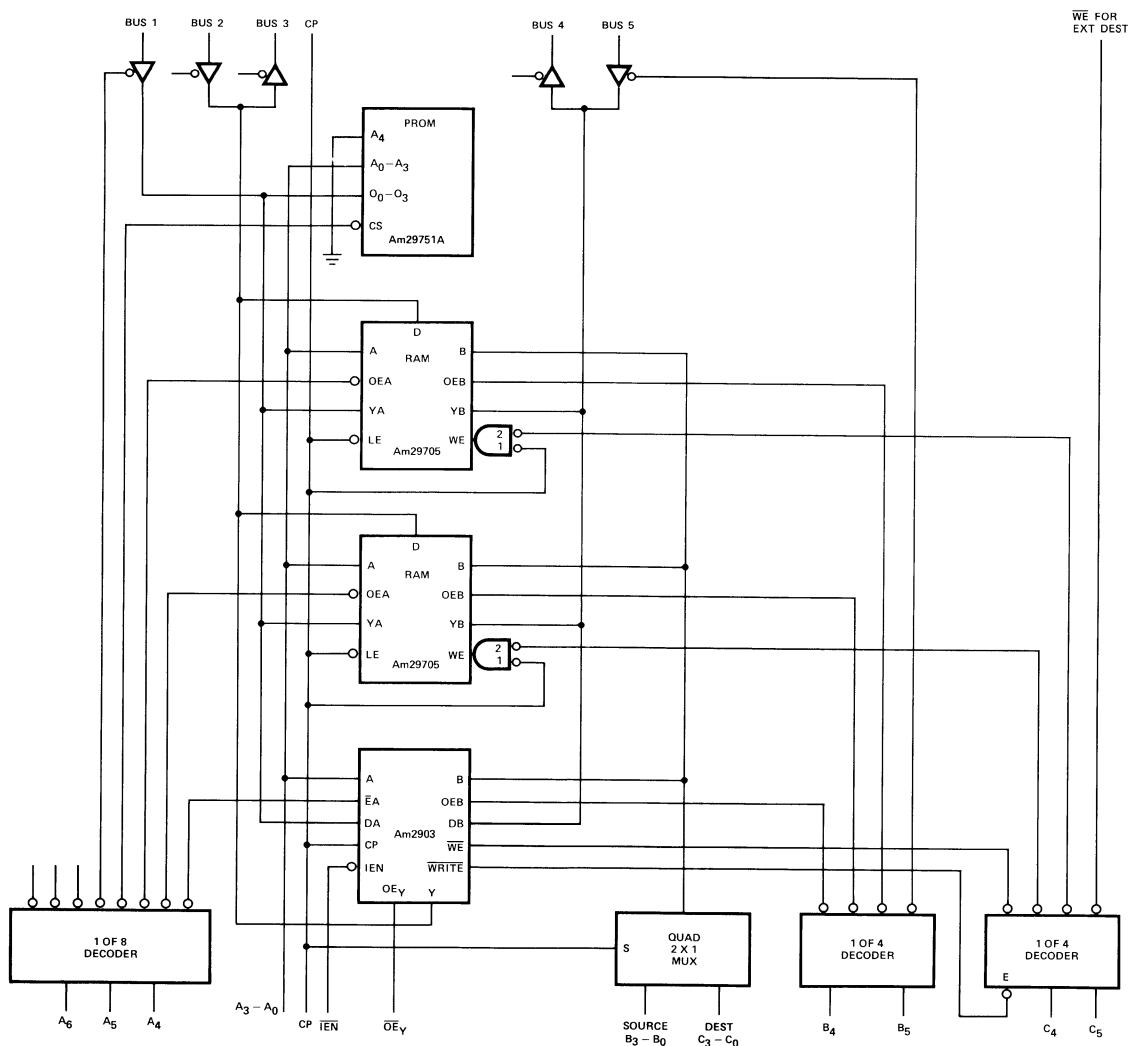 BUS 1
BUS 2
BUS 3
CP
BUS 4
BUS 5
WE FOR
EXT DEST
PROM
A4
A0–A3
O0–O3
CS
Am29751A
D
A
RAM
B
OEA
OEB
YA
YB
LE
WE
2
1
Am29705
D
A
RAM
B
OEA
OEB
YA
YB
LE
WE
2
1
Am29705
A
B
EA
OEB
DA
DB
Am2903
CP
WE
IEN
WRITE
OEY
Y
1 OF 8
DECODER
QUAD
2 X 1
MUX
S
1 OF 4
DECODER
1 OF 4
DECODER
E
A6
A5
A4
A3–A0
CP
IEN
OEY
SOURCE
B3–B0
DEST
C3–C0
B4
B5
C4
C5